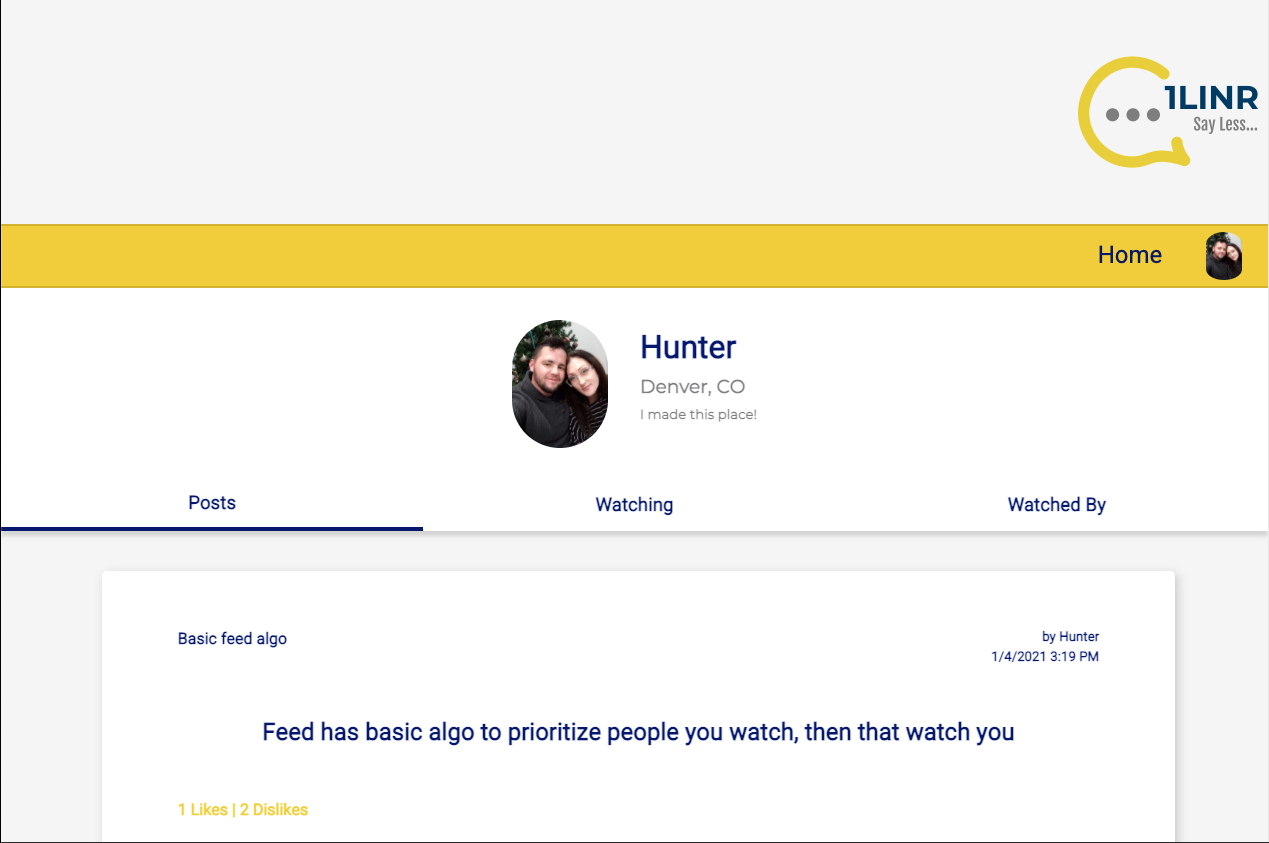 1LINR
Say Less...
Home
Hunter
Denver, CO
I made this place!
Posts
Watching
Watched By
Basic feed algo
by Hunter
1/4/2021 3:19 PM
Feed has basic algo to prioritize people you watch, then that watch you
1 Likes | 2 Dislikes